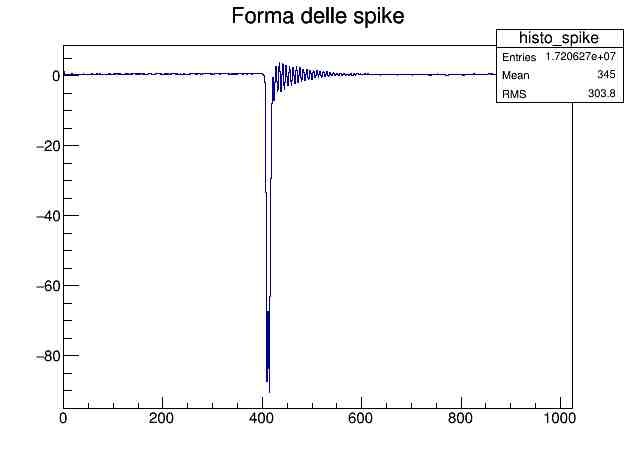 Forma delle spike
histo_spike
Entries 1.720627e+07
Mean 345
RMS 303.8
0
−20
−40
−60
−80
0 200 400 600 800 1000